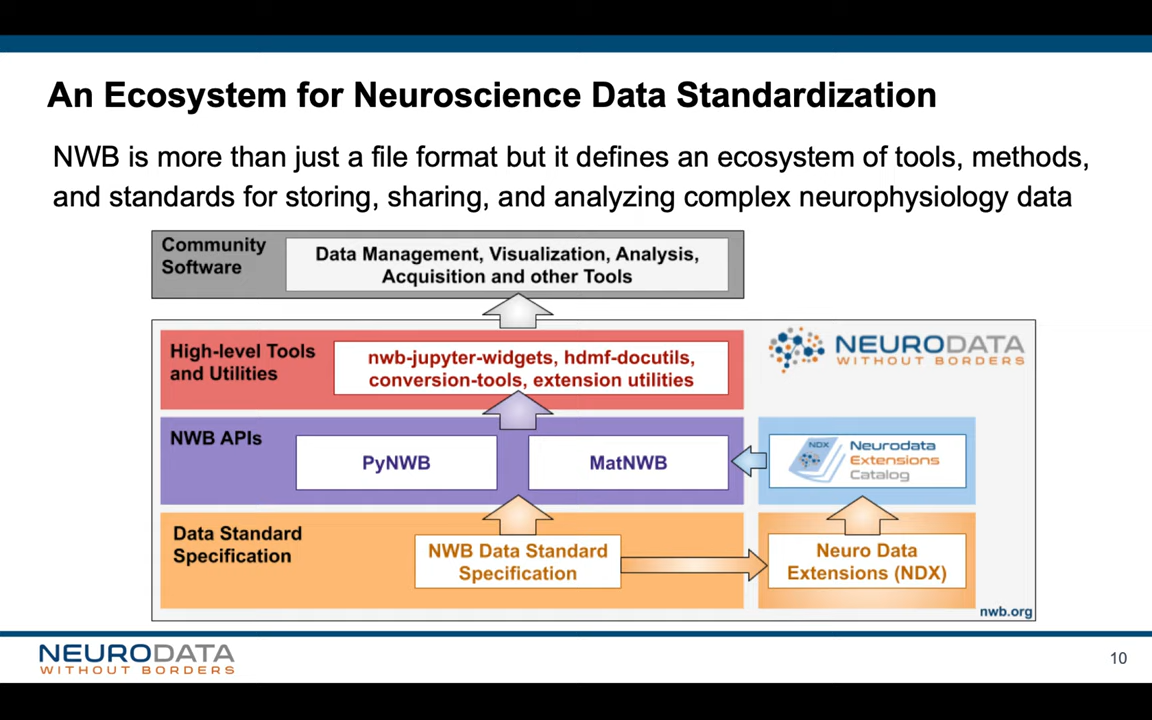 An Ecosystem for Neuroscience Data Standardization
NWB is more than just a file format but it defines an ecosystem of tools, methods,
and standards for storing, sharing, and analyzing complex neurophysiology data
Community
Software
Data Management, Visualization, Analysis,
Acquisition and other Tools
High-level Tools
and Utilities
nwb-jupyter-widgets, hdmf-docutils,
conversion-tools, extension utilities
NEURODATA
WITHOUT BORDERS
NWB APIs
PyNWB
MatNWB
NDX
Neurodata
Extensions
Catalog
Data Standard
Specification
NWB Data Standard
Specification
Neuro Data
Extensions (NDX)
nwb.org
NEURODATA
WITHOUT BORDERS
10